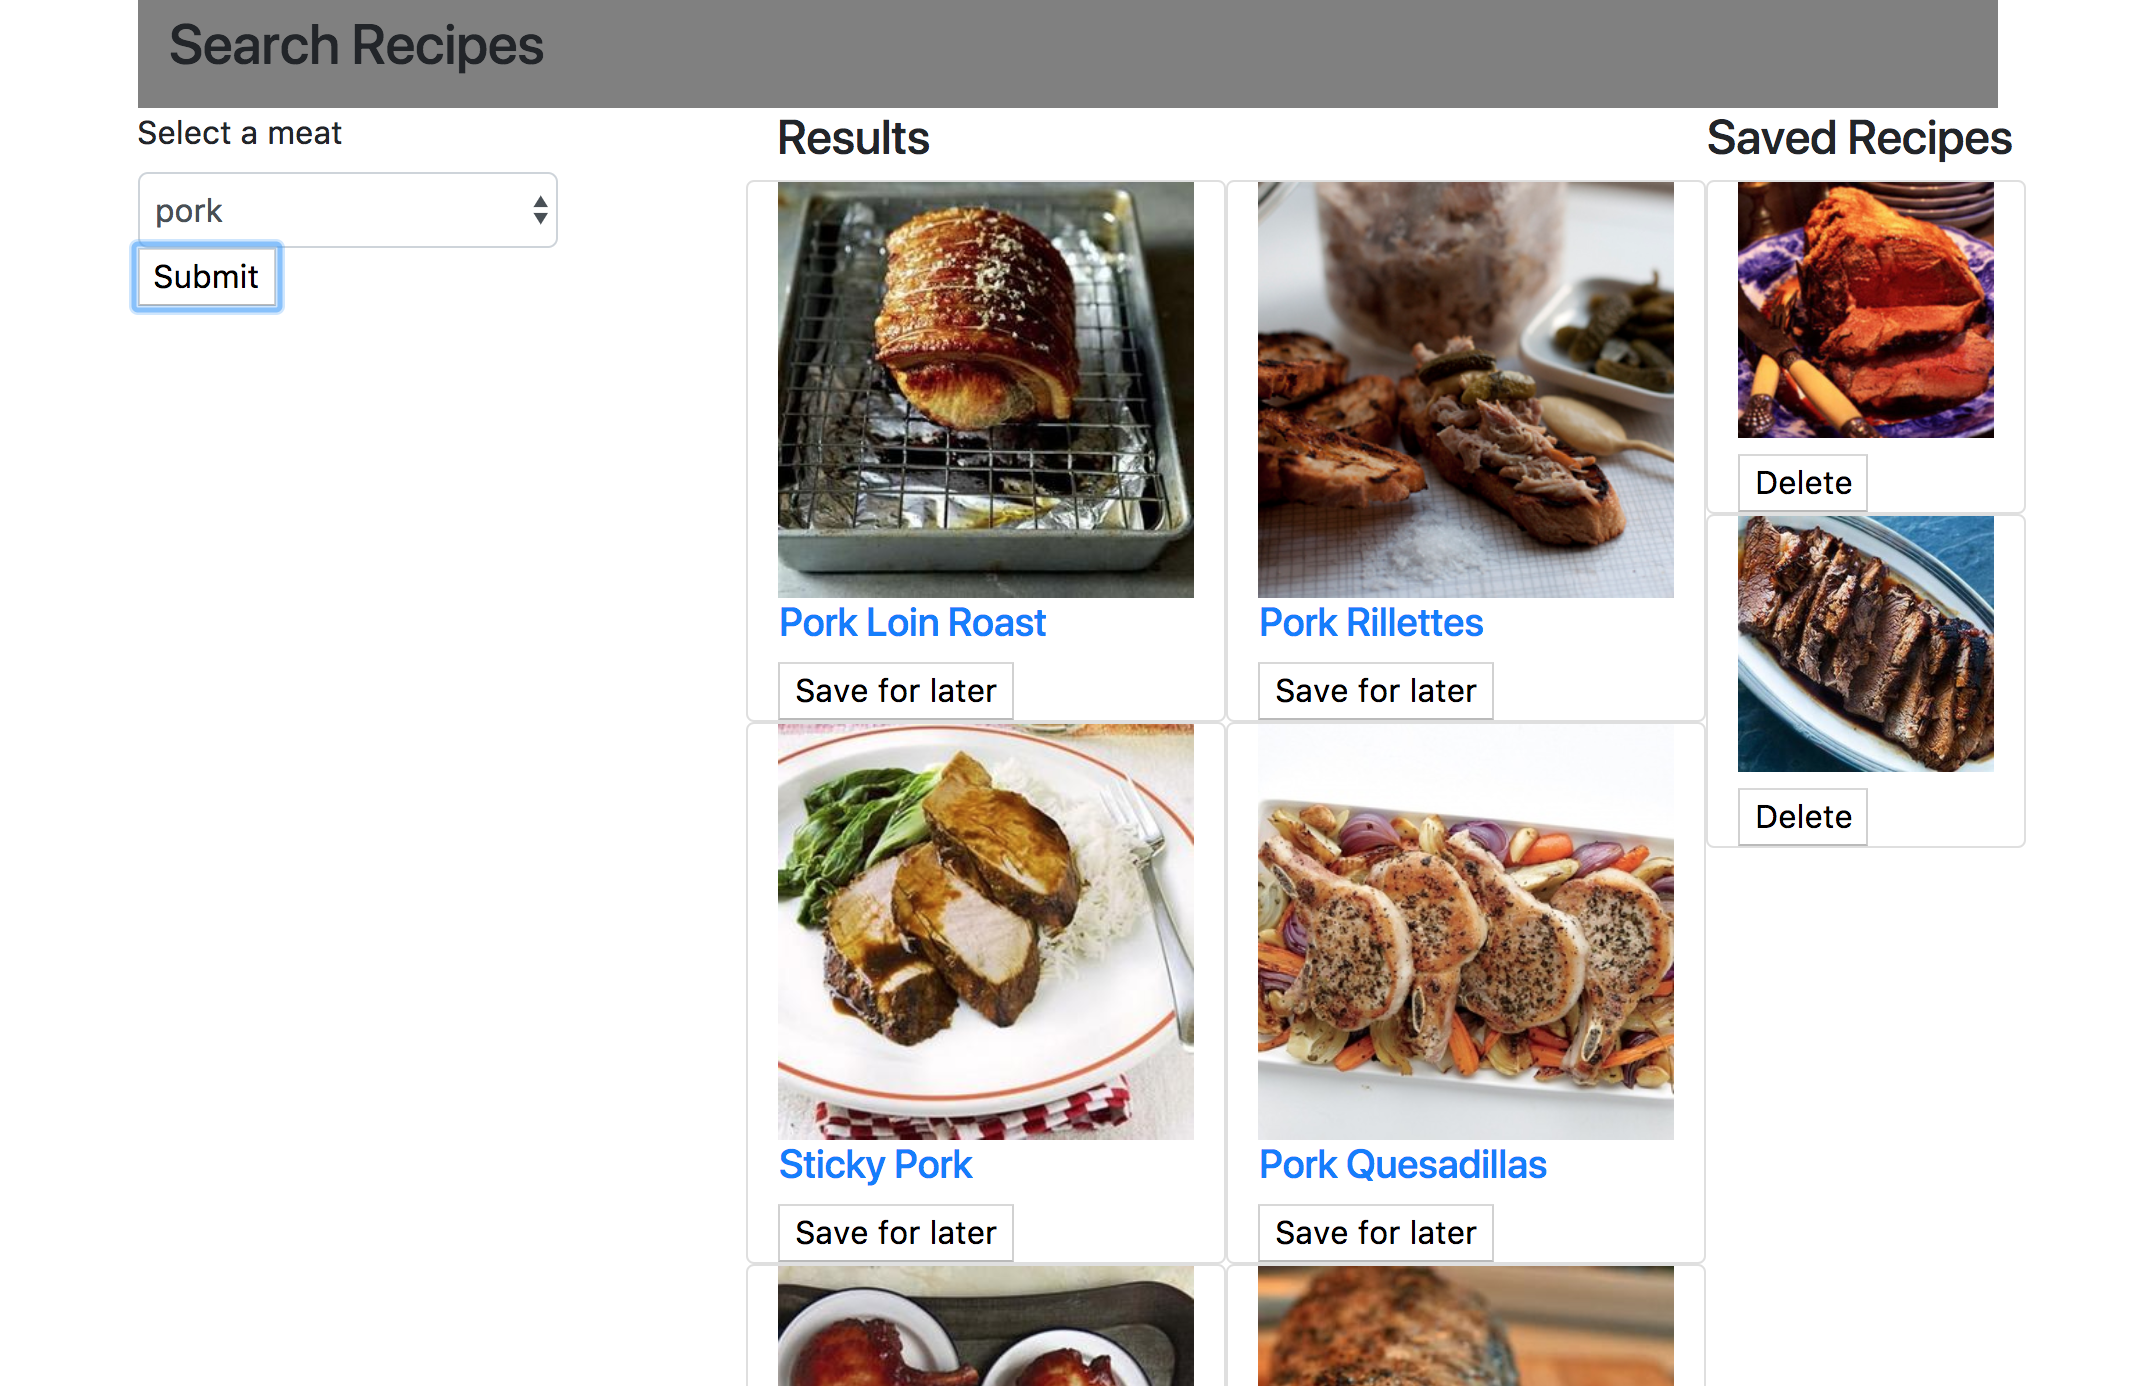 Search Recipes
Select a meat
pork
Submit
Results
Pork Loin Roast
Save for later
Pork Rillettes
Save for later
Sticky Pork
Save for later
Pork Quesadillas
Save for later
Saved Recipes
Delete
Delete